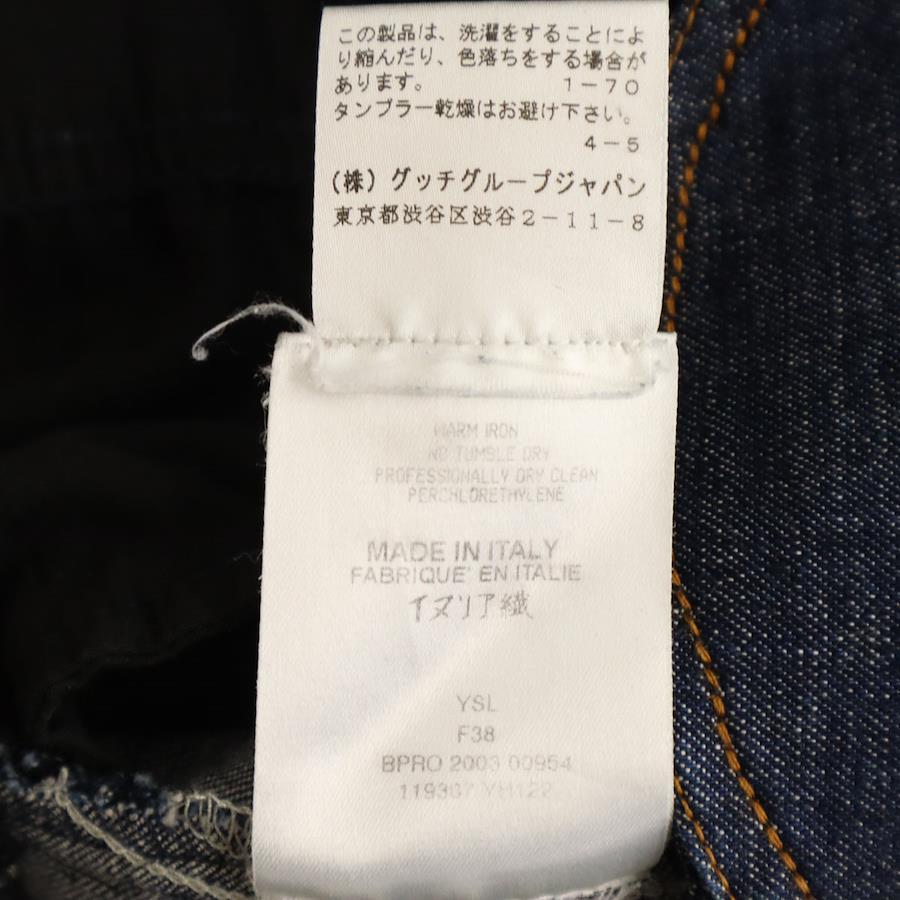 この製品は、洗濯をすることによ
り縮んだり、色落ちをする場合が
あります。 1-70
タンブラー乾燥はお避け下さい。
4-5
(株)グッチグループジャパン
東京都渋谷区渋谷2-11-8
WARM IRON
NO TUMBLE DRY
PROFESSIONALLY DRY CLEAN
PERCHLORETHYLENE
MADE IN ITALY
FABRIQUE' EN ITALIE
イヌリア織
YSL
F38
BPRO 2003 00954
119367 YH122